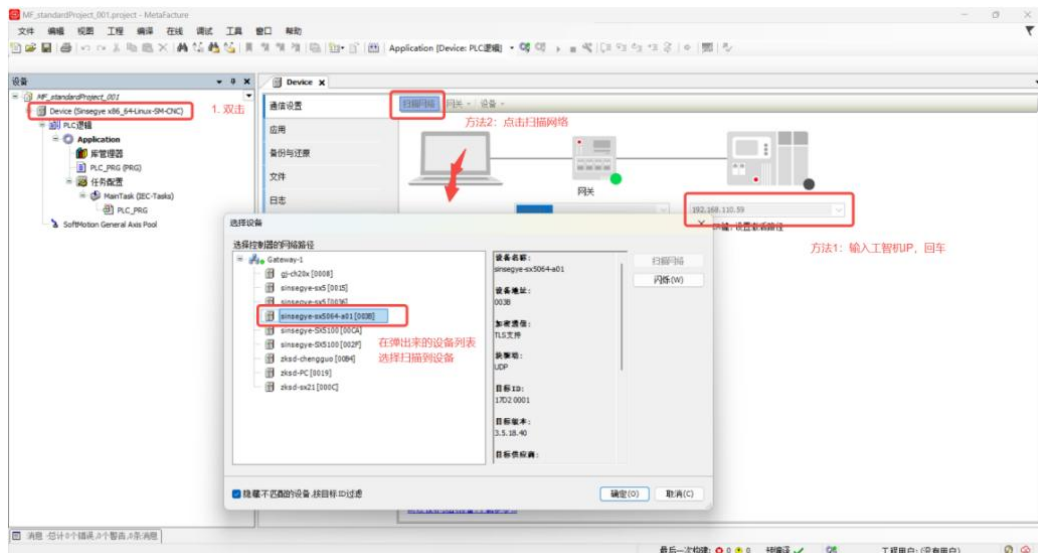 MF_standardProject_001.project - MetaFacture
文件 编辑 视图 工程 编译 在线 调试 工具 窗口 帮助
Application [Device: PLC逻辑]
设备
Device
MF_standardProject_001
Device (Sinsegye x86_64-Linux-SM-CNC)
1. 双击
PLC逻辑
Application
库管理器
PLC_PRG (PRG)
任务配置
MainTask (IEC-Tasks)
PLC_PRG
SoftMotion General Axis Pool
通信设置
应用
备份与还原
文件
日志
扫描网络 网关 设备
方法2：点击扫描网络
网关
192.168.110.59
方法1：输入工智机IP，回车
选择设备
选择控制器的网络路径
Gateway-1
gj-ch20x [0008]
sinsegye-sx5 [0015]
sinsegye-sx5 [0036]
sinsegye-sx5064-a01 [003B]
sinsegye-SX5100 [00CA]
sinsegye-SX5100 [002F]
zksd-chengguo [00B4]
zksd-PC [0019]
zksd-sx21 [000C]
在弹出来的设备列表
选择扫描到设备
设备名称:
sinsegye-sx5064-a01
设备地址:
003B
加密通信:
TLS支持
块驱动:
UDP
目标ID:
17D2 0001
目标版本:
3.5.18.40
目标供应商:
扫描网络
闪烁(W)
隐藏不匹配的设备,按目标ID过滤
确定(O) 取消(C)
消息 -总计0个错误,0个警告,0条消息
最后一次构建: 0 0 预编译
工程用户: (没有用户)